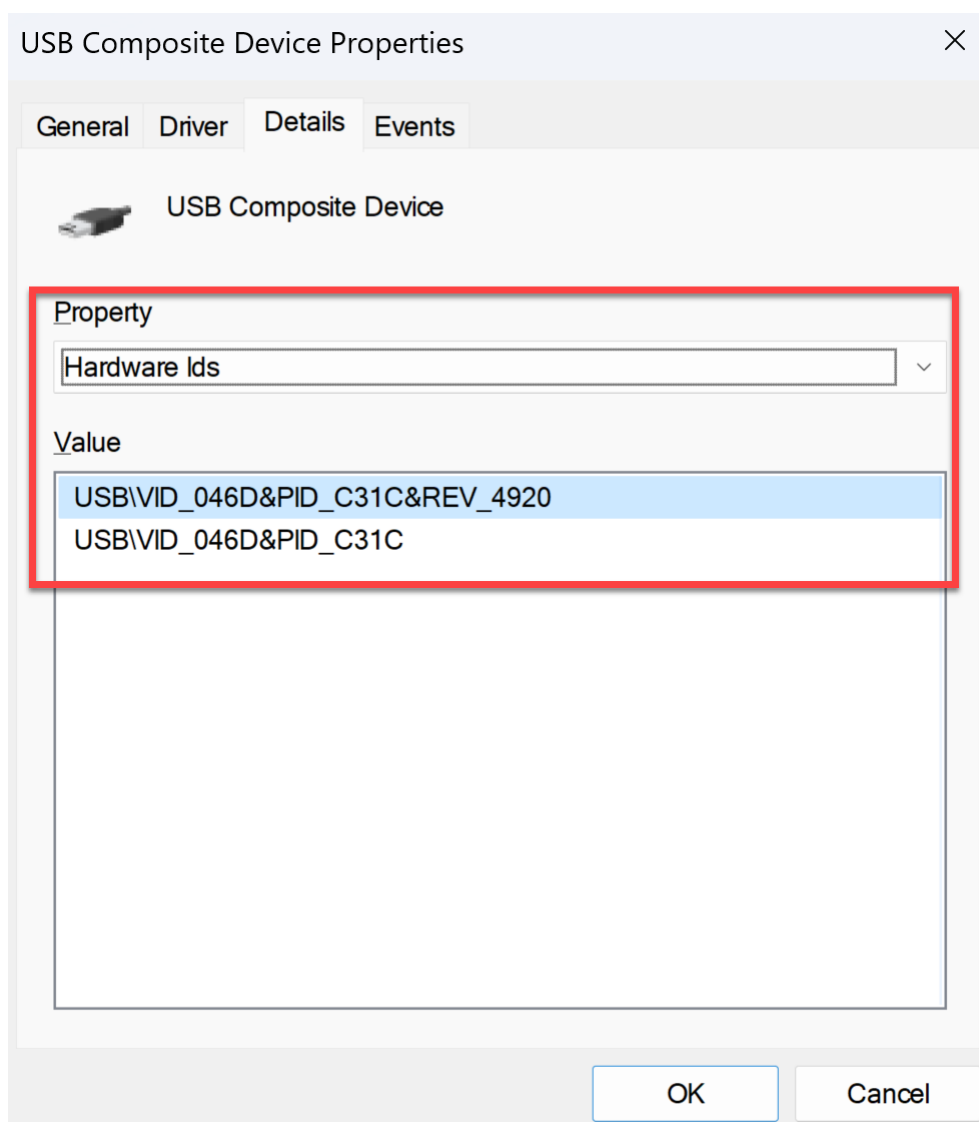 USB Composite Device Properties
General Driver Details Events
USB Composite Device
Property
Hardware Ids
Value
USB\VID_046D&PID_C31C&REV_4920
USB\VID_046D&PID_C31C
OK Cancel